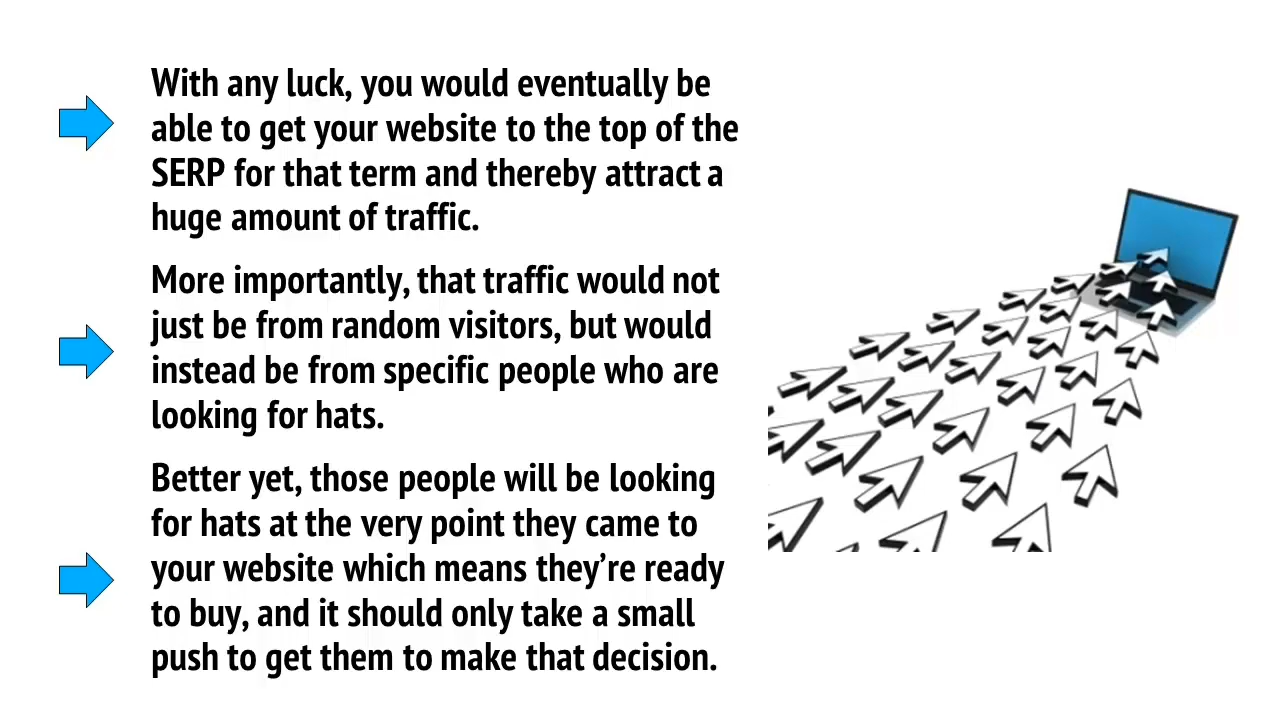 With any luck, you would eventually be
able to get your website to the top of the
SERP for that term and thereby attract a
huge amount of traffic.
More importantly, that traffic would not
just be from random visitors, but would
instead be from specific people who are
looking for hats.
Better yet, those people will be looking
for hats at the very point they came to
your website which means they’re ready
to buy, and it should only take a small
push to get them to make that decision.